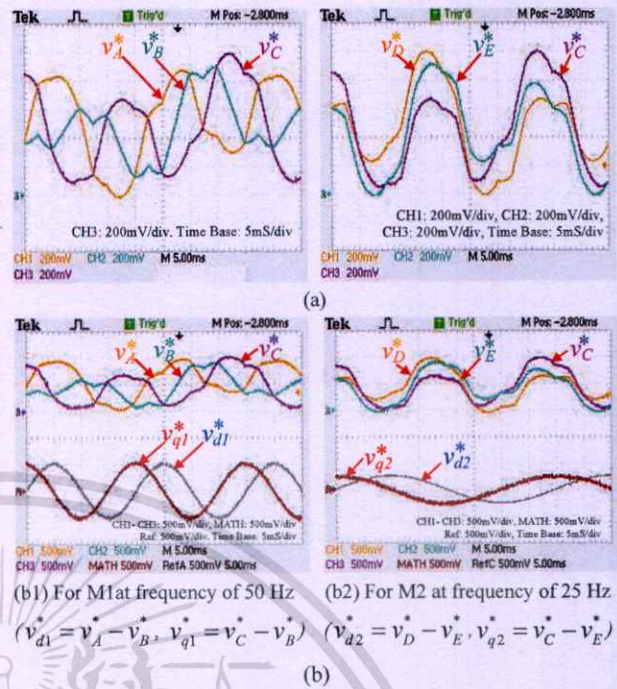 Tek Trig'd M Pos: -2.800ms
v*A v*B v*C
CH3: 200mV/div. Time Base: 5mS/div
CH1 200mV CH2 200mV M 5.00ms
CH3 200mV
Tek Trig'd M Pos: -2.800ms
v*D v*E v*C
CH1: 200mV/div, CH2: 200mV/div,
CH3: 200mV/div, Time Base: 5mS/div
CH1 200mV CH2 200mV M 5.00ms
CH3 200mV
(a)
Tek Trig'd M Pos: -2.800ms
v*A v*B v*C
v*q1 v*d1
CH1- CH3: 500mV/div, MATH: 500mV/div
Ref: 500mV/div, Time Base: 5mS/div
CH1 500mV CH2 500mV M 5.00ms
CH3 500mV MATH 500mV RefA 500mV 5.00ms
Tek Trig'd M Pos: -2.800ms
v*D v*E v*C
v*q2 v*d2
CH1- CH3: 500mV/div, MATH: 500mV/div
Ref: 500mV/div, Time Base: 5mS/div
CH1 500mV CH2 500mV M 5.00ms
CH3 500mV MATH 500mV RefC 500mV 5.00ms
(b1) For M1at frequency of 50 Hz
(b2) For M2 at frequency of 25 Hz
(v*d1 = v*A − v*B, v*q1 = v*C − v*B)
(v*d2 = v*D − v*E, v*q2 = v*C − v*E)
(b)